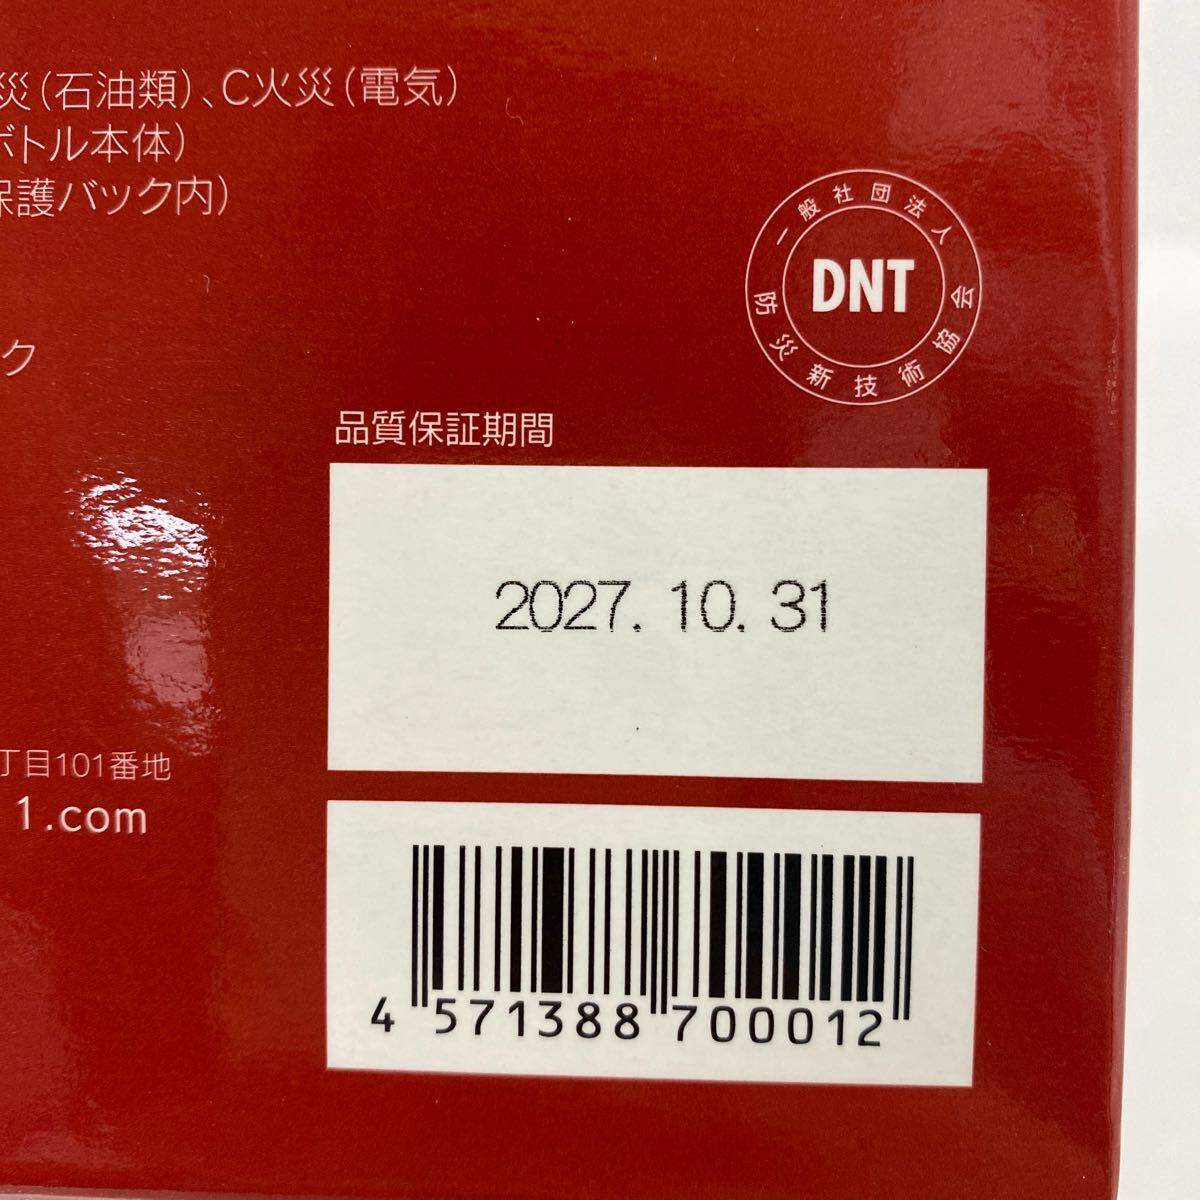 災（石油類）、C火災（電気）
ボトル本体）
保護バック内）
ク
一般社団法人
DNT
防災新技術協会
品質保証期間
2027.10.31
丁目101番地
1.com
4 571388 700012